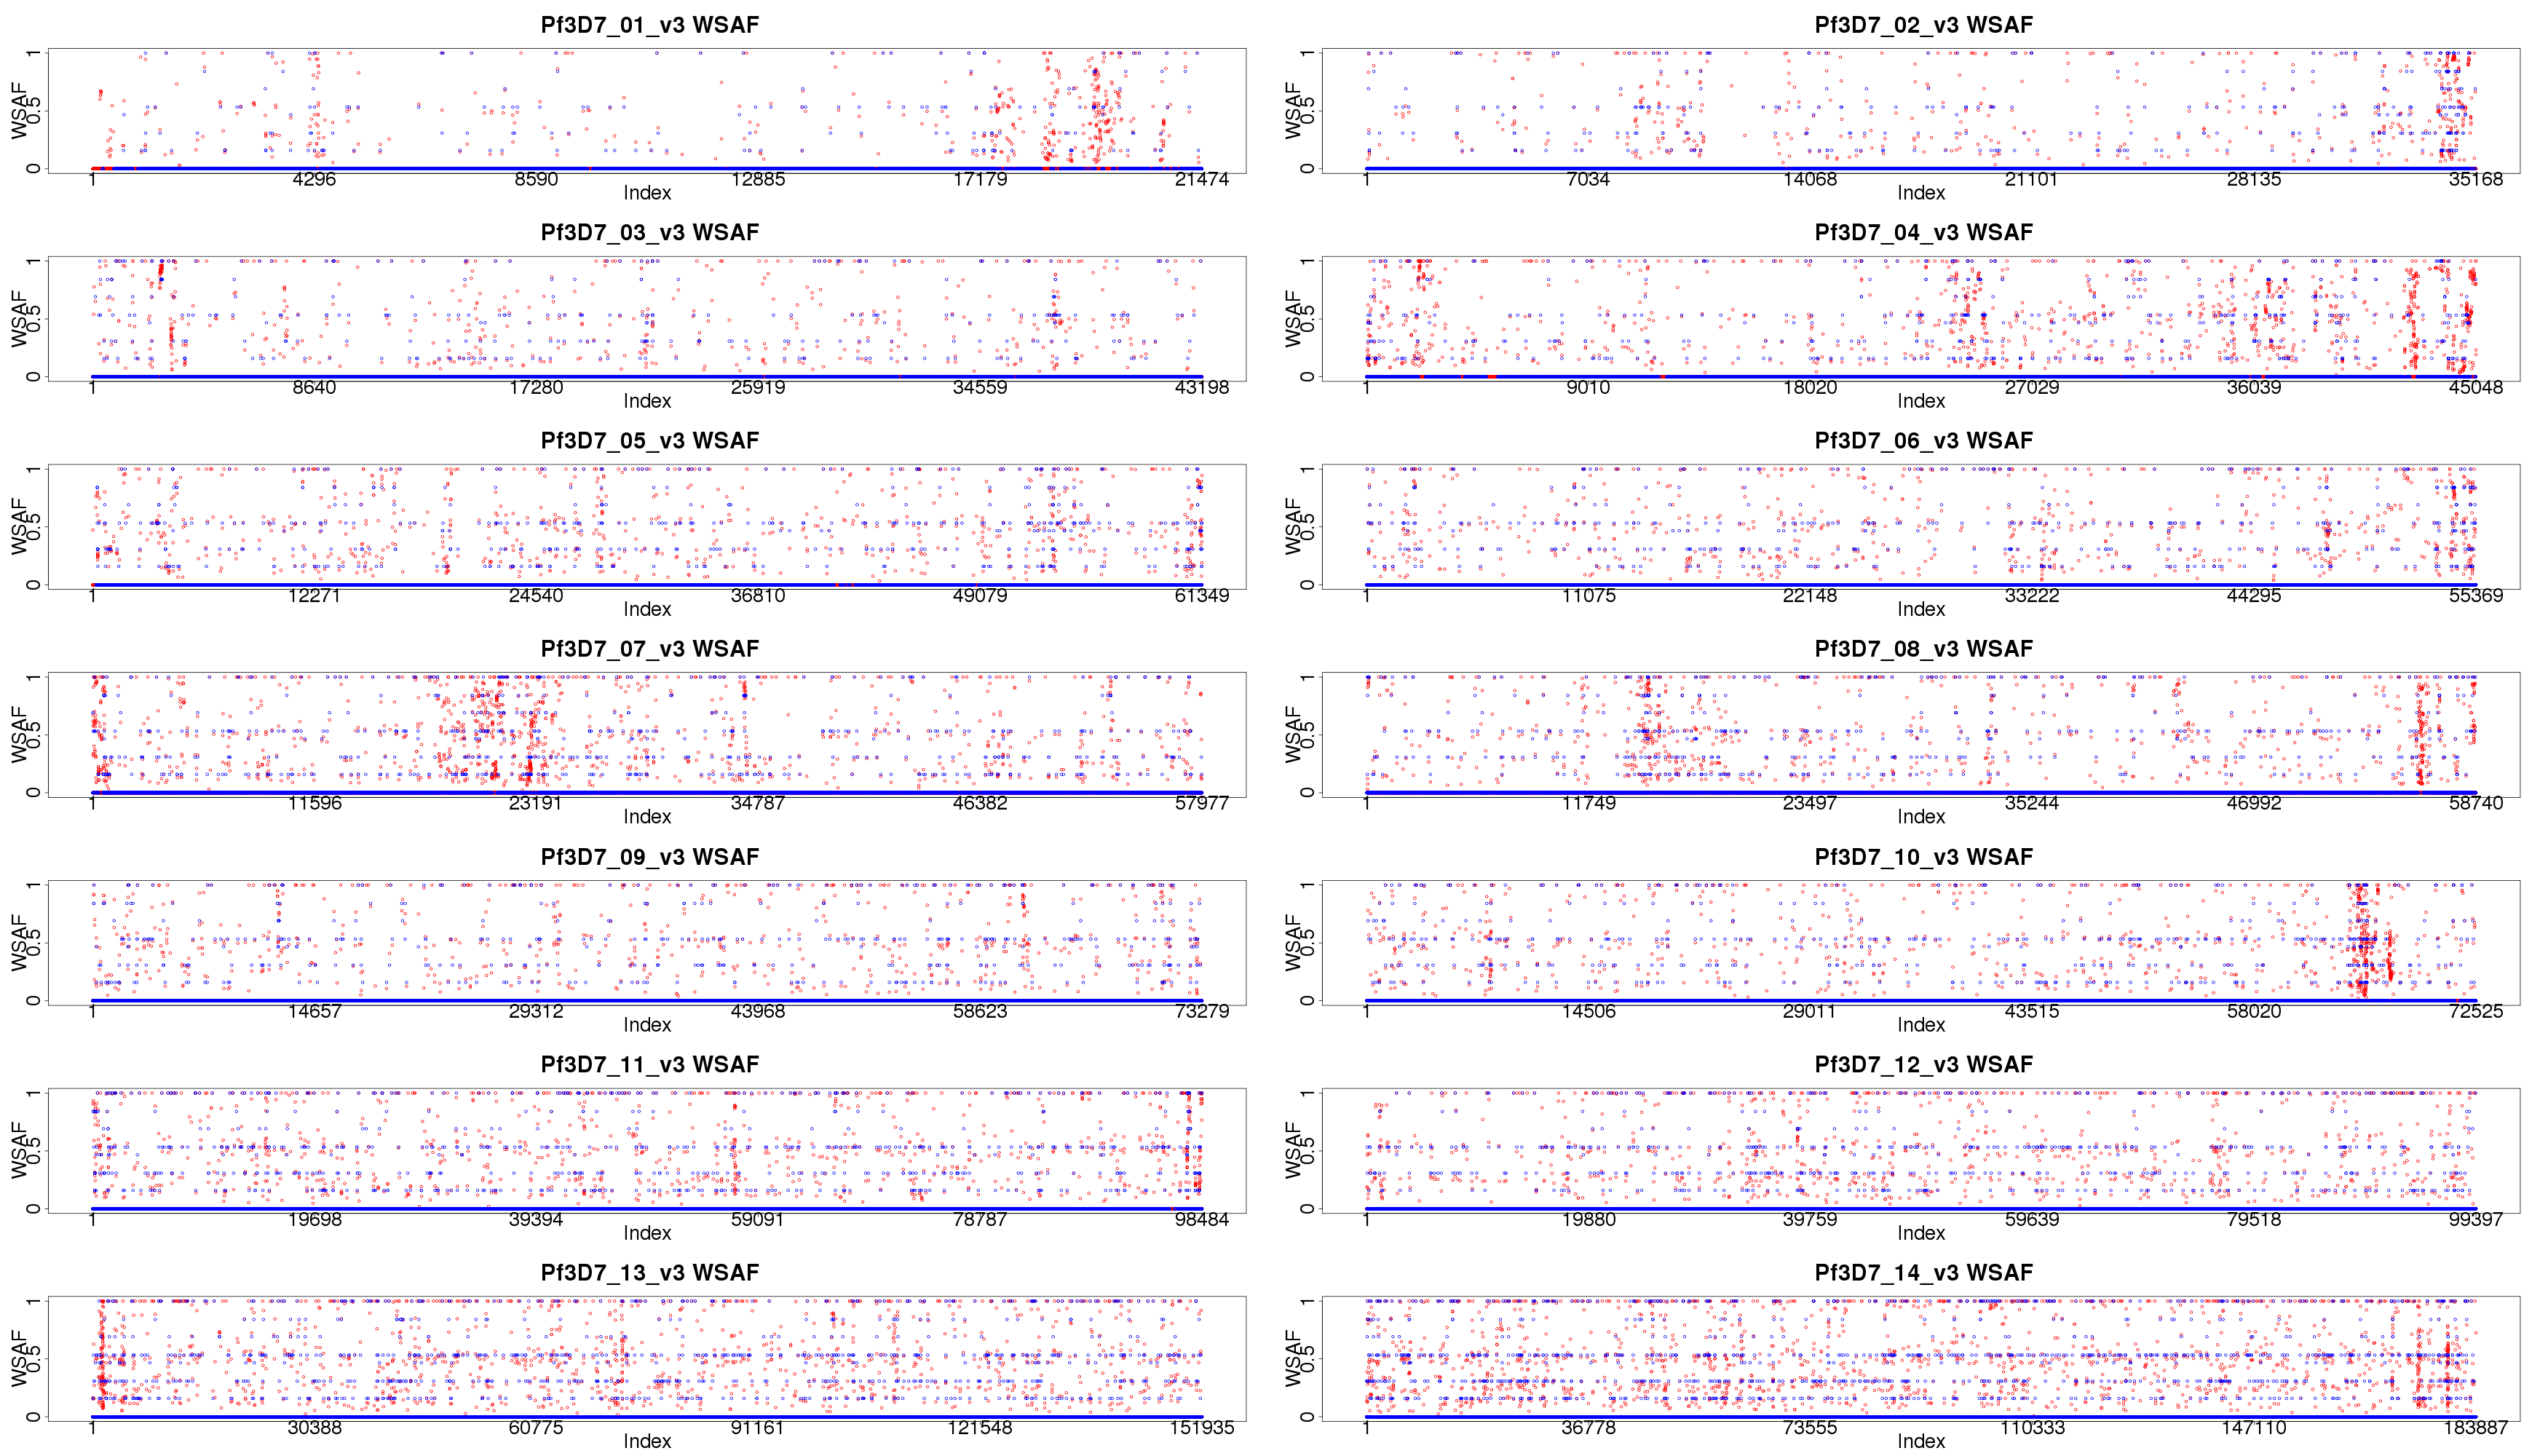 Pf3D7_01_v3 WSAF
WSAF
0 0.5 1
1 4296 8590 12885 17179 21474
Index
Pf3D7_02_v3 WSAF
WSAF
0 0.5 1
1 7034 14068 21101 28135 35168
Index
Pf3D7_03_v3 WSAF
WSAF
0 0.5 1
1 8640 17280 25919 34559 43198
Index
Pf3D7_04_v3 WSAF
WSAF
0 0.5 1
1 9010 18020 27029 36039 45048
Index
Pf3D7_05_v3 WSAF
WSAF
0 0.5 1
1 12271 24540 36810 49079 61349
Index
Pf3D7_06_v3 WSAF
WSAF
0 0.5 1
1 11075 22148 33222 44295 55369
Index
Pf3D7_07_v3 WSAF
WSAF
0 0.5 1
1 11596 23191 34787 46382 57977
Index
Pf3D7_08_v3 WSAF
WSAF
0 0.5 1
1 11749 23497 35244 46992 58740
Index
Pf3D7_09_v3 WSAF
WSAF
0 0.5 1
1 14657 29312 43968 58623 73279
Index
Pf3D7_10_v3 WSAF
WSAF
0 0.5 1
1 14506 29011 43515 58020 72525
Index
Pf3D7_11_v3 WSAF
WSAF
0 0.5 1
1 19698 39394 59091 78787 98484
Index
Pf3D7_12_v3 WSAF
WSAF
0 0.5 1
1 19880 39759 59639 79518 99397
Index
Pf3D7_13_v3 WSAF
WSAF
0 0.5 1
1 30388 60775 91161 121548 151935
Index
Pf3D7_14_v3 WSAF
WSAF
0 0.5 1
1 36778 73555 110333 147110 183887
Index